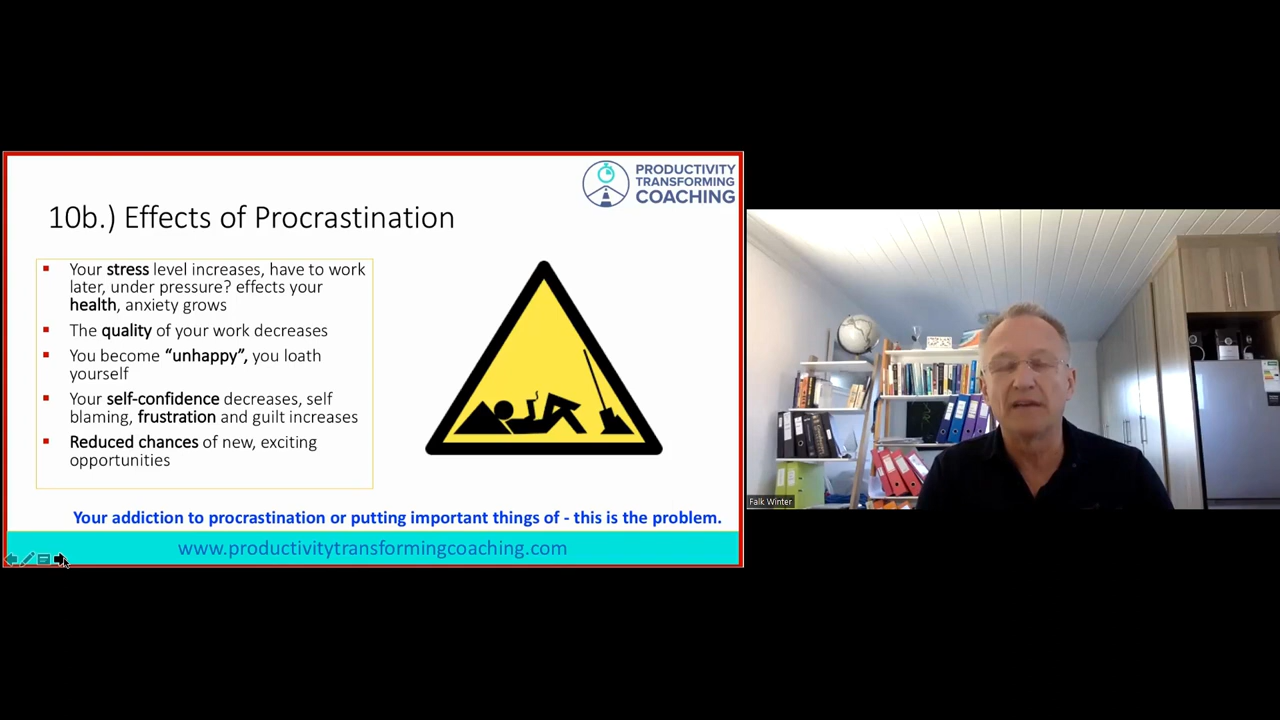 PRODUCTIVITY
TRANSFORMING
COACHING
10b.) Effects of Procrastination
Your stress level increases, have to work
later, under pressure? effects your
health, anxiety grows
The quality of your work decreases
You become “unhappy”, you loath
yourself
Your self-confidence decreases, self
blaming, frustration and guilt increases
Reduced chances of new, exciting
opportunities
Your addiction to procrastination or putting important things of - this is the problem.
www.productivitytransformingcoaching.com
Falk Winter